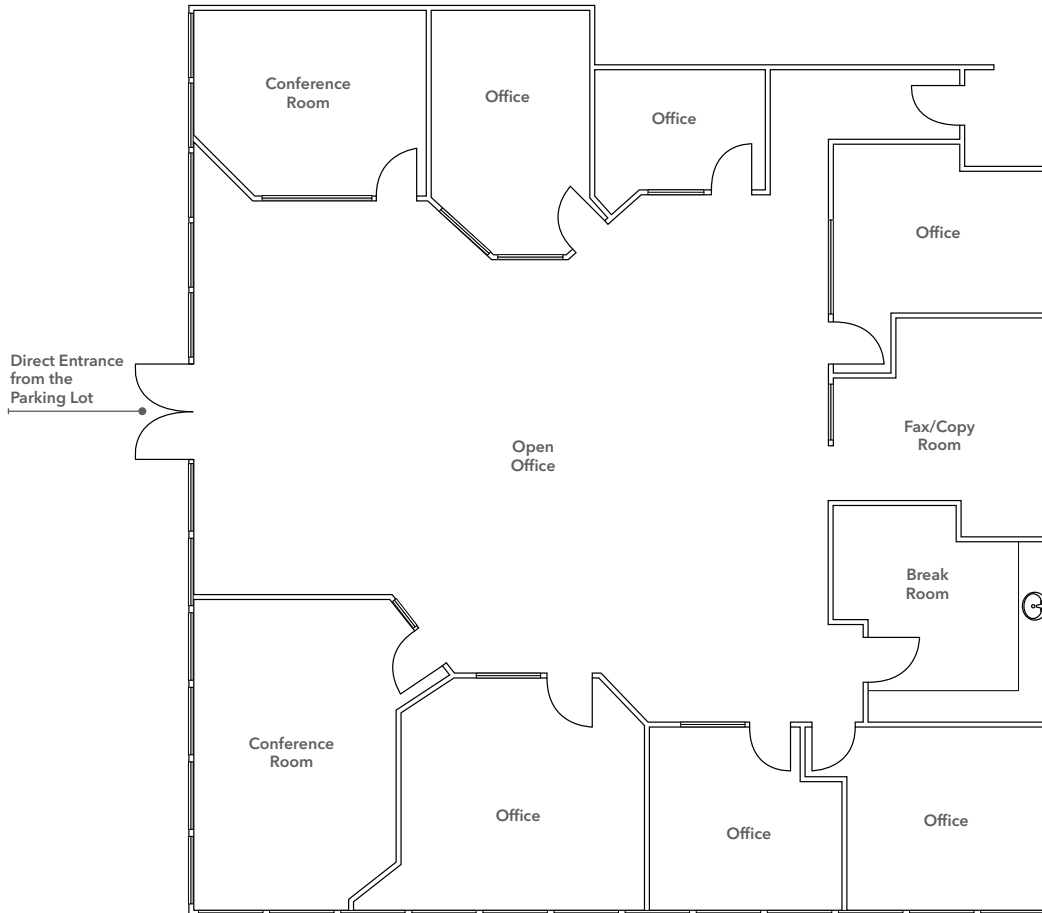 Conference
Room
Office
Office
Office
Direct Entrance
from the
Parking Lot
Open
Office
Fax/Copy
Room
Break
Room
Conference
Room
Office
Office
Office